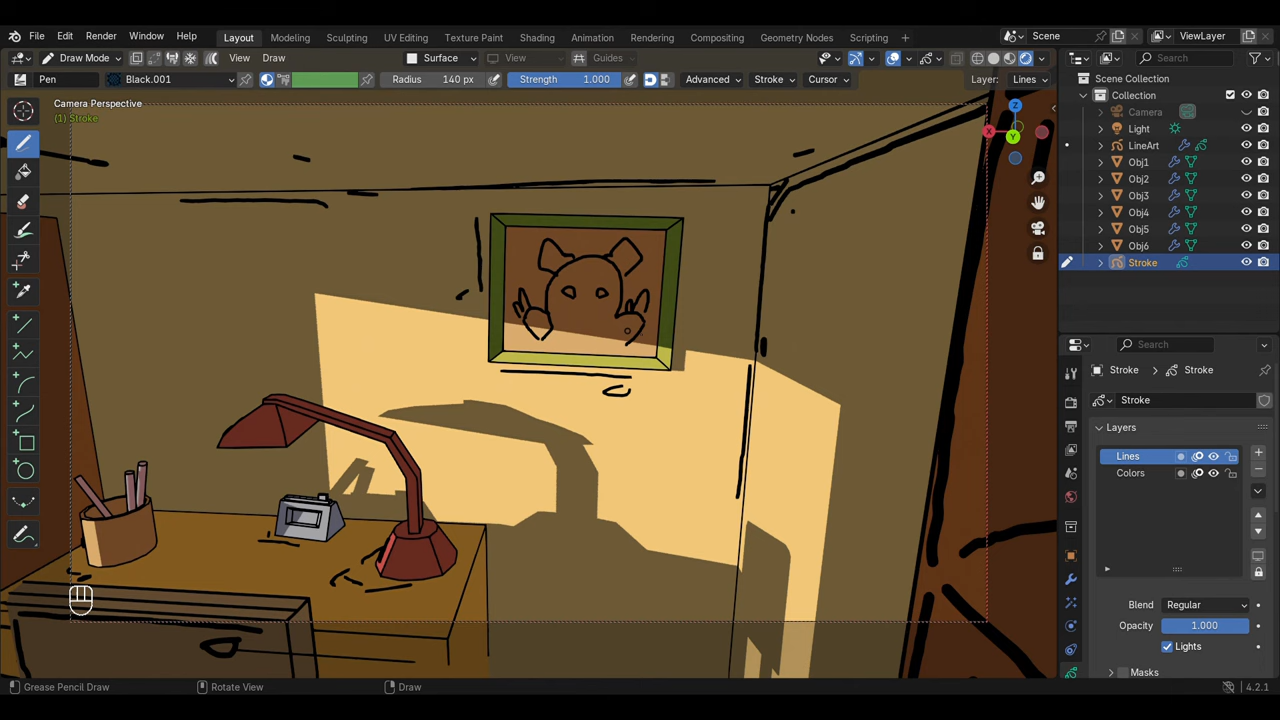 File Edit Render Window Help Layout Modeling Sculpting UV Editing Texture Paint Shading Animation Rendering Compositing Geometry Nodes Scripting Scene ViewLayer
Draw Mode View Draw Surface View Guides Search
Pen Black.001 Radius 140 px Strength 1.000 Advanced Stroke Cursor Layer: Lines
Scene Collection
Collection
Camera
Light
LineArt
Obj1
Obj2
Obj3
Obj4
Obj5
Obj6
Stroke
Camera Perspective
(1) Stroke
Z
X
Y
Search
Stroke > Stroke
Stroke
Layers
Lines
Colors
Blend Regular
Opacity 1.000
Lights
Masks
Grease Pencil Draw Rotate View Draw 4.2.1